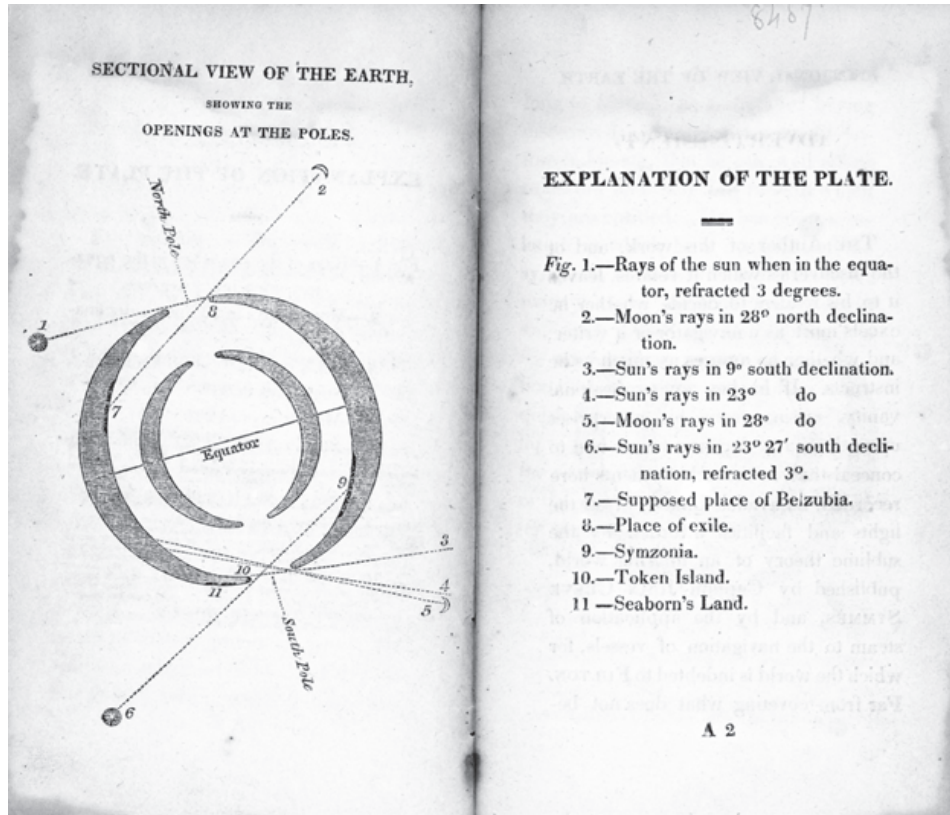 SECTIONAL VIEW OF THE EARTH,
SHOWING THE
OPENINGS AT THE POLES.
2
North Pole
8
1
7
Equator
9
3
10
11
4
5
South Pole
6
8467
EXPLANATION OF THE PLATE.
Fig. 1.—Rays of the sun when in the equa-
tor, refracted 3 degrees.
2.—Moon's rays in 28° north declina-
tion.
3.—Sun's rays in 9° south declination.
4.—Sun's rays in 23° do
5.—Moon's rays in 28° do
6.—Sun's rays in 23° 27′ south decli-
nation, refracted 3°.
7.—Supposed place of Belzubia.
8.—Place of exile.
9.—Symzonia.
10.—Token Island.
11 —Seaborn's Land.
A 2